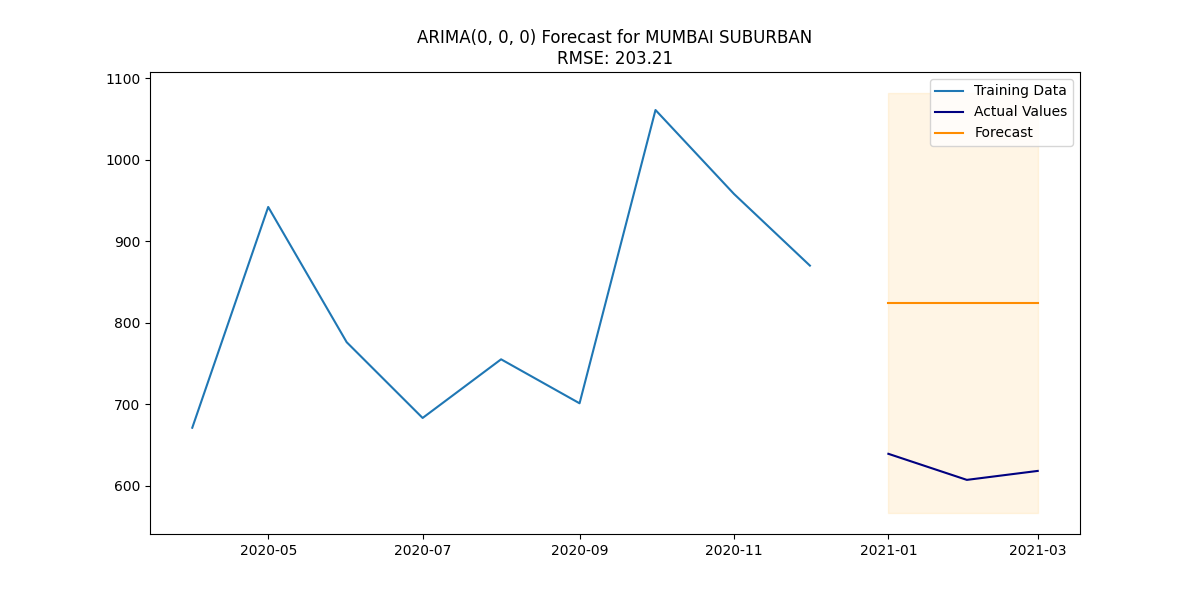 ARIMA(0, 0, 0) Forecast for MUMBAI SUBURBAN
RMSE: 203.21
Training Data
Actual Values
Forecast
1100
1000
900
800
700
600
2020-05
2020-07
2020-09
2020-11
2021-01
2021-03